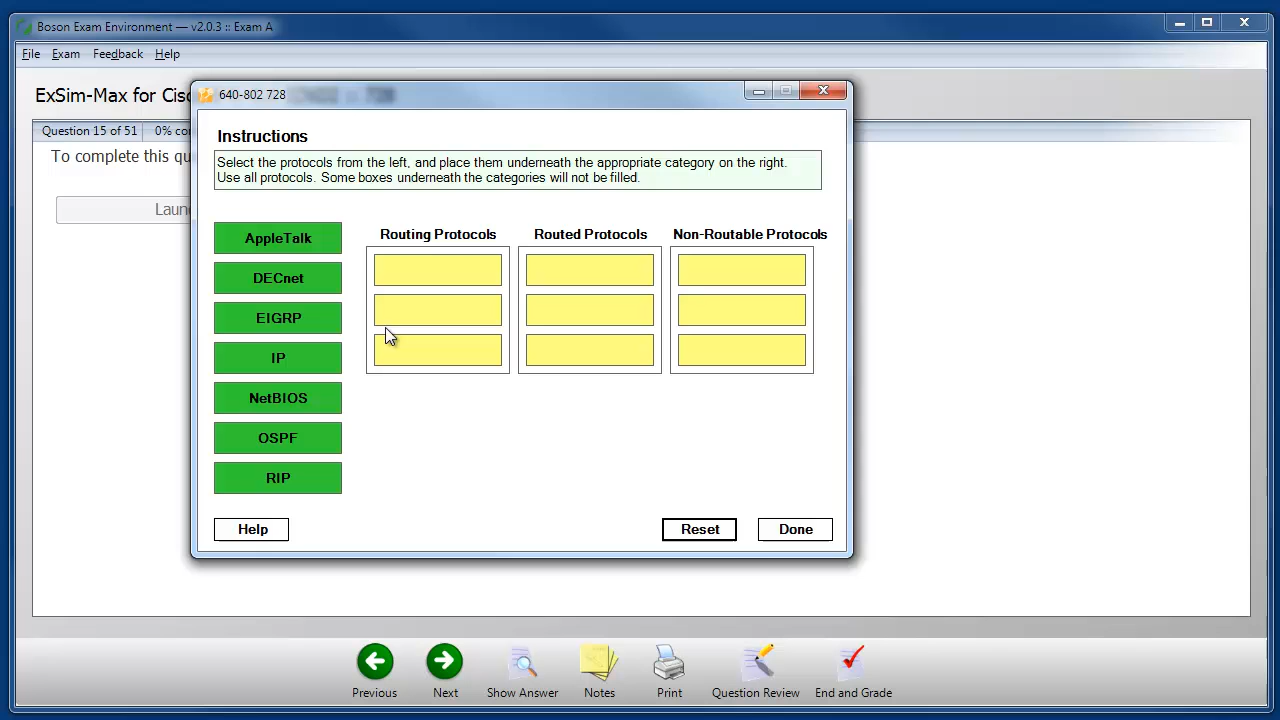 Boson Exam Environment — v2.0.3 :: Exam A
File Exam Feedback Help
ExSim-Max for Cisc
640-802 728
Question 15 of 51 0% co
To complete this qu
Laun
Instructions
Select the protocols from the left, and place them underneath the appropriate category on the right.
Use all protocols. Some boxes underneath the categories will not be filled.
Routing Protocols Routed Protocols Non-Routable Protocols
AppleTalk
DECnet
EIGRP
IP
NetBIOS
OSPF
RIP
Help Reset Done
Previous Next Show Answer Notes Print Question Review End and Grade